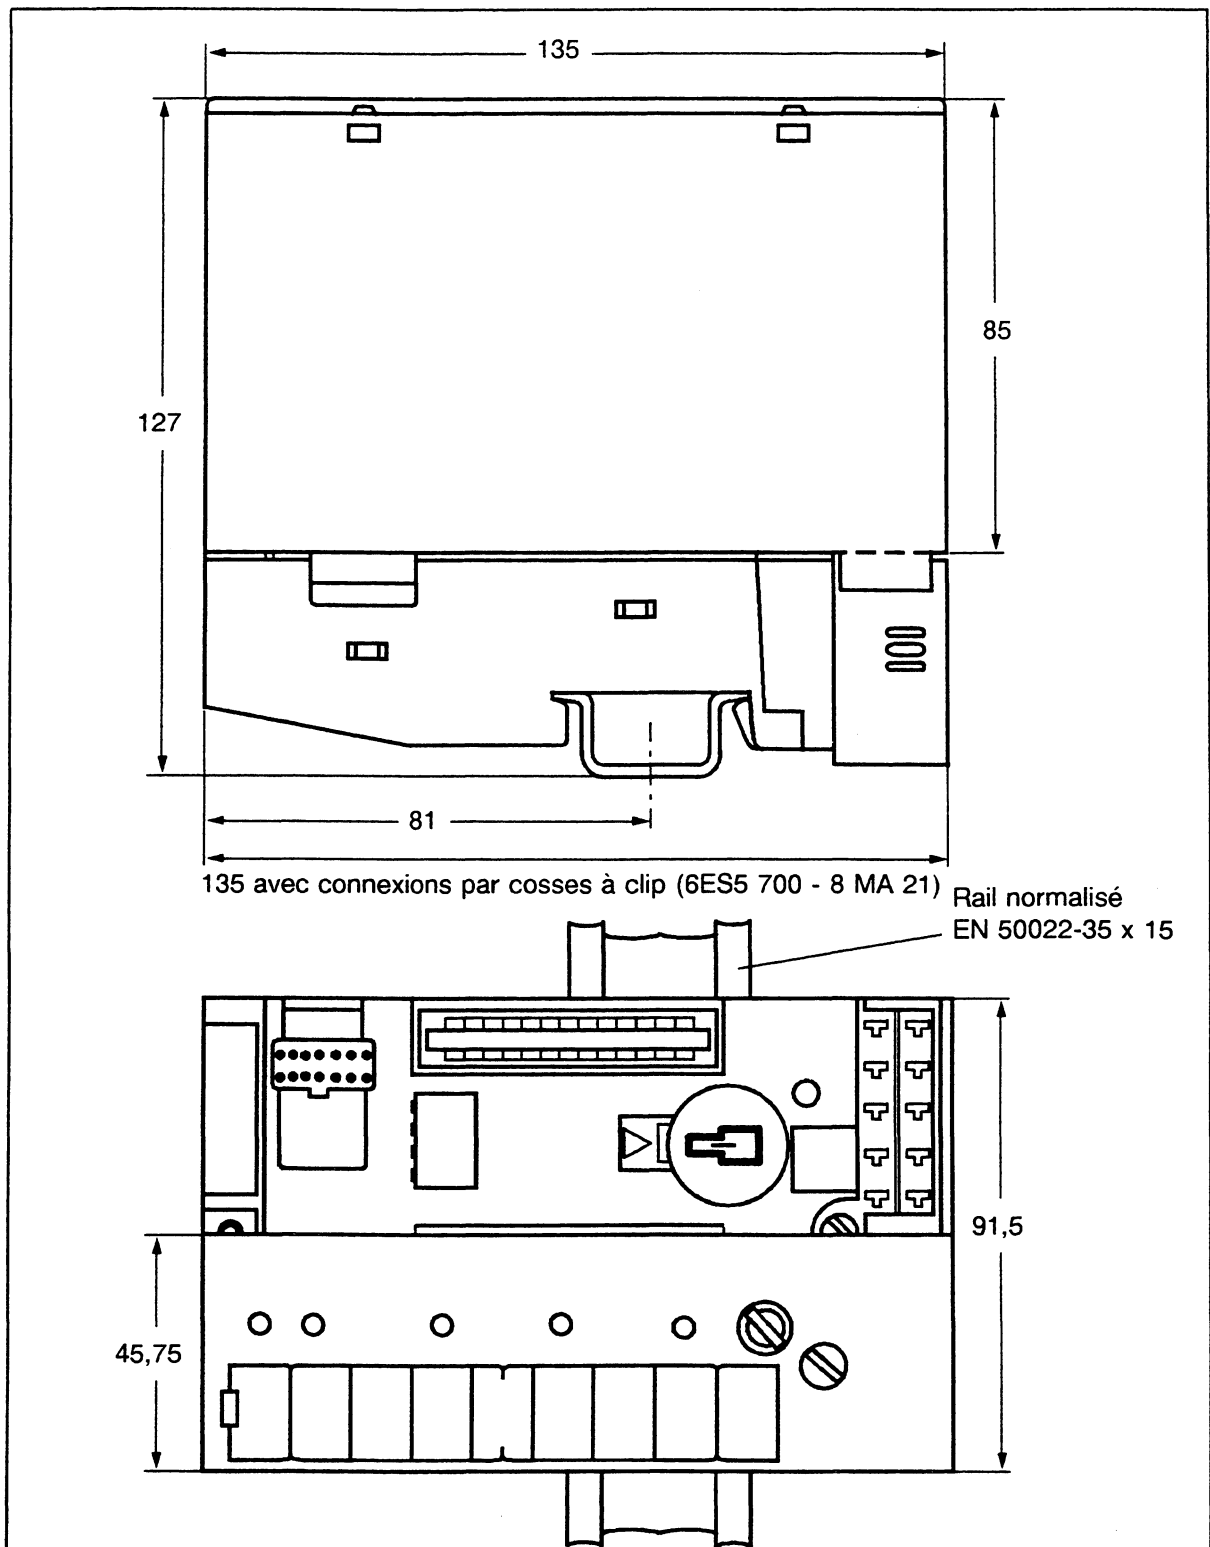 135
85
127
81
135 avec connexions par cosses à clip (6ES5 700 - 8 MA 21)
Rail normalisé
EN 50022-35 x 15
91,5
45,75